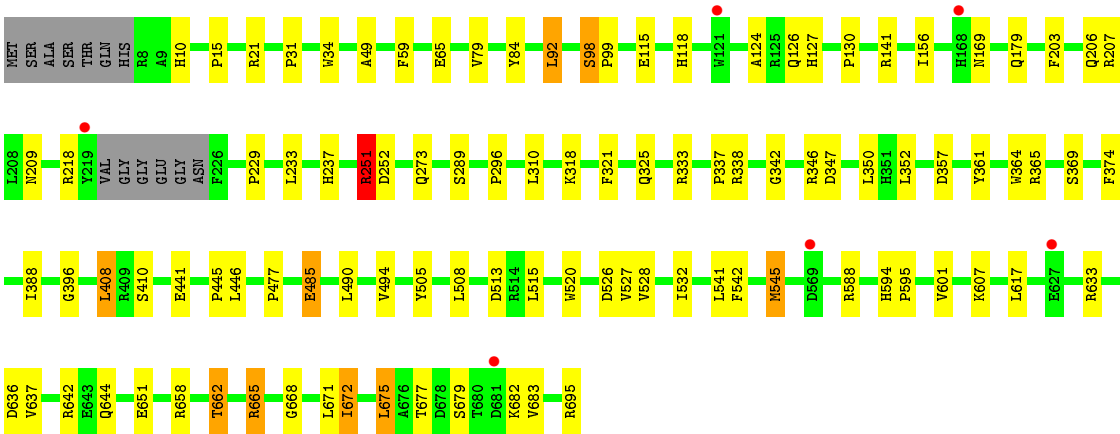 MET SER ALA SER THR GLN HIS R8 A9 H10 P15 R21 P31 W34 A49 F59 E65 V79 Y84 L92 S98 P99 E115 H118 W121 A124 R125 Q126 H127 P130 R141 I156 H168 N169 Q179 F203 Q206 R207
L208 N209 R218 Y219 VAL GLY GLY GLU GLY ASN F226 P229 L233 H237 R251 D252 Q273 S289 P296 L310 K318 F321 Q325 R333 P337 R338 G342 R346 D347 L350 H351 L352 D357 Y361 W364 R365 S369 F374
I388 G396 L408 R409 S410 E441 P445 L446 P477 E485 L490 V494 Y505 L508 D513 R514 L515 W520 D526 V527 V528 I532 L541 F542 M545 D569 R588 H594 P595 V601 K607 L617 E627 R633
D636 V637 R642 E643 Q644 E651 R658 T662 R665 G668 L671 I672 L675 A676 T677 D678 S679 T680 D681 K682 V683 R695